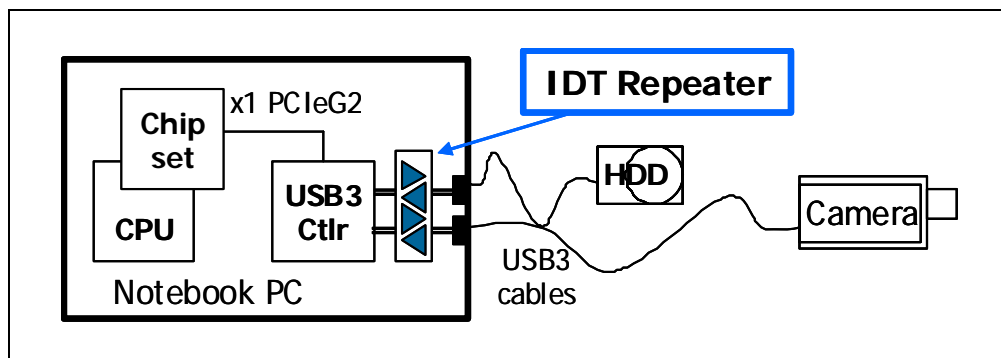 IDT Repeater
x1 PCIeG2
Chip
set
CPU
USB3
Ctlr
HDD
Camera
USB3
cables
Notebook PC